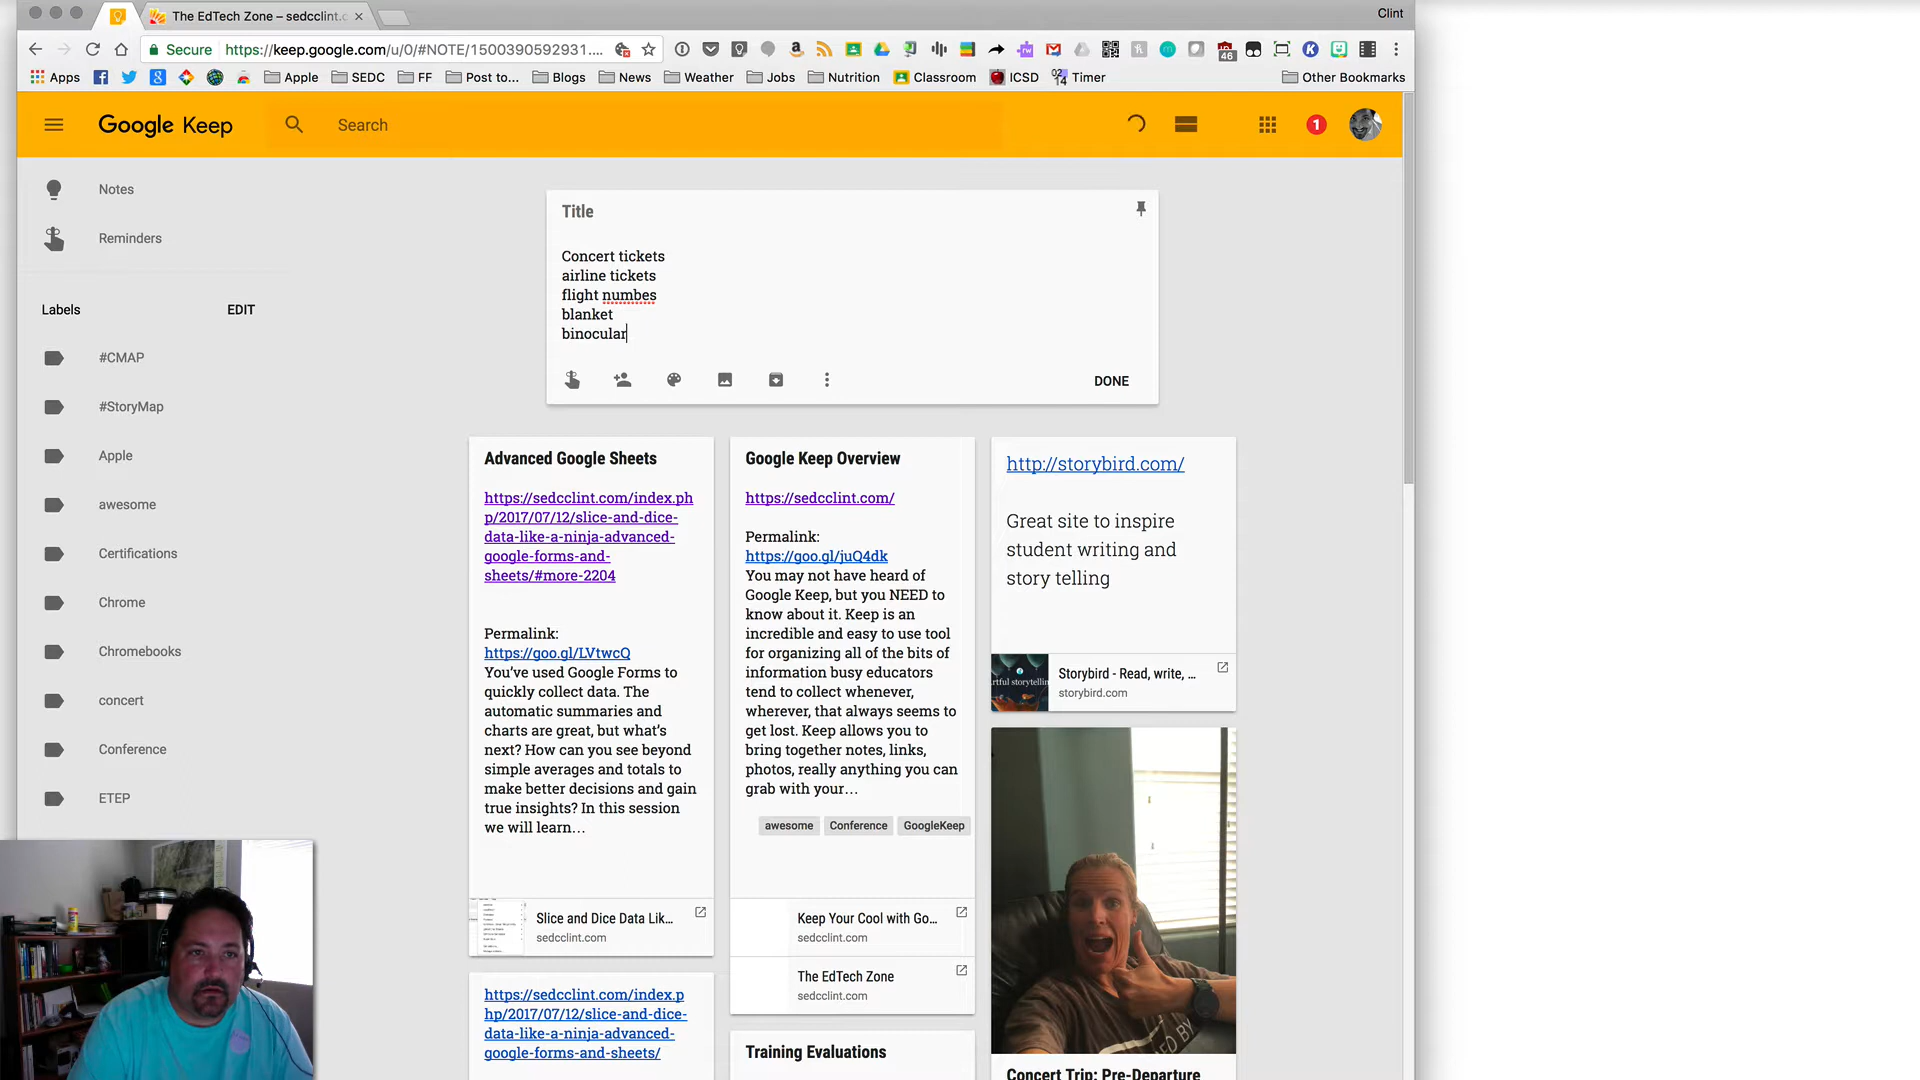 The EdTech Zone – sedcclint.c
Clint
Secure
https://keep.google.com/u/0/#NOTE/1500390592931....
46
Apps
Apple
SEDC
FF
Post to...
Blogs
News
Weather
Jobs
Nutrition
Classroom
ICSD
Timer
Other Bookmarks
Google Keep
Search
1
Notes
Reminders
Labels
EDIT
#CMAP
#StoryMap
Apple
awesome
Certifications
Chrome
Chromebooks
concert
Conference
ETEP
Title
Concert tickets
airline tickets
flight numbes
blanket
binocular
DONE
Advanced Google Sheets
https://sedcclint.com/index.ph
p/2017/07/12/slice-and-dice-
data-like-a-ninja-advanced-
google-forms-and-
sheets/#more-2204
Permalink:
https://goo.gl/LVtwcQ
You've used Google Forms to
quickly collect data. The
automatic summaries and
charts are great, but what's
next? How can you see beyond
simple averages and totals to
make better decisions and gain
true insights? In this session
we will learn…
Slice and Dice Data Lik...
sedcclint.com
https://sedcclint.com/index.p
hp/2017/07/12/slice-and-dice-
data-like-a-ninja-advanced-
google-forms-and-sheets/
Google Keep Overview
https://sedcclint.com/
Permalink:
https://goo.gl/juQ4dk
You may not have heard of
Google Keep, but you NEED to
know about it. Keep is an
incredible and easy to use tool
for organizing all of the bits of
information busy educators
tend to collect whenever,
wherever, that always seems to
get lost. Keep allows you to
bring together notes, links,
photos, really anything you can
grab with your…
awesome
Conference
GoogleKeep
Keep Your Cool with Go...
sedcclint.com
The EdTech Zone
sedcclint.com
Training Evaluations
http://storybird.com/
Great site to inspire
student writing and
story telling
Storybird - Read, write, ...
storybird.com
Concert Trip: Pre-Departure